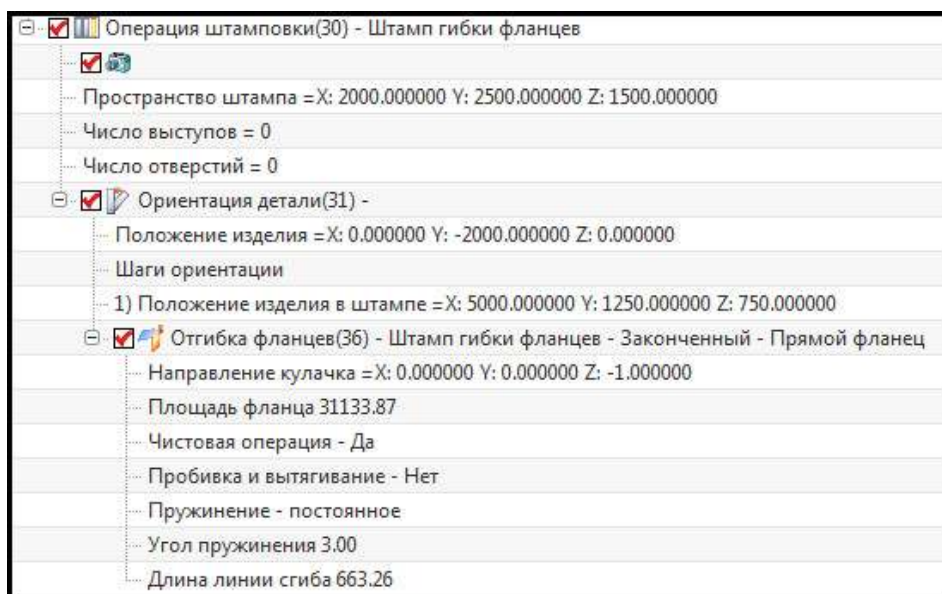 Операция штамповки(30) - Штамп гибки фланцев
Пространство штампа =X: 2000.000000 Y: 2500.000000 Z: 1500.000000
Число выступов = 0
Число отверстий = 0
Ориентация детали(31) -
Положение изделия =X: 0.000000 Y: -2000.000000 Z: 0.000000
Шаги ориентации
1) Положение изделия в штампе =X: 5000.000000 Y: 1250.000000 Z: 750.000000
Отгибка фланцев(36) - Штамп гибки фланцев - Законченный - Прямой фланец
Направление кулачка =X: 0.000000 Y: 0.000000 Z: -1.000000
Площадь фланца 31133.87
Чистовая операция - Да
Пробивка и вытягивание - Нет
Пружинение - постоянное
Угол пружинения 3.00
Длина линии сгиба 663.26